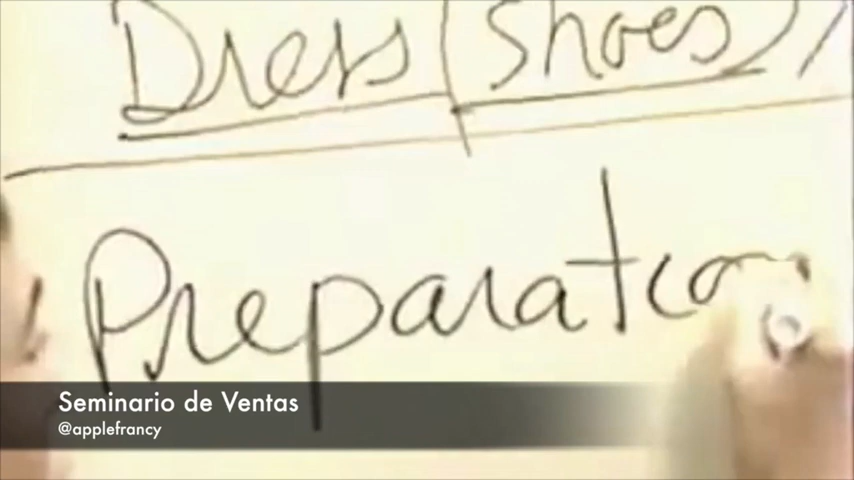 Dress (Shoes)
Preparatio
Seminario de Ventas
@applefrancy